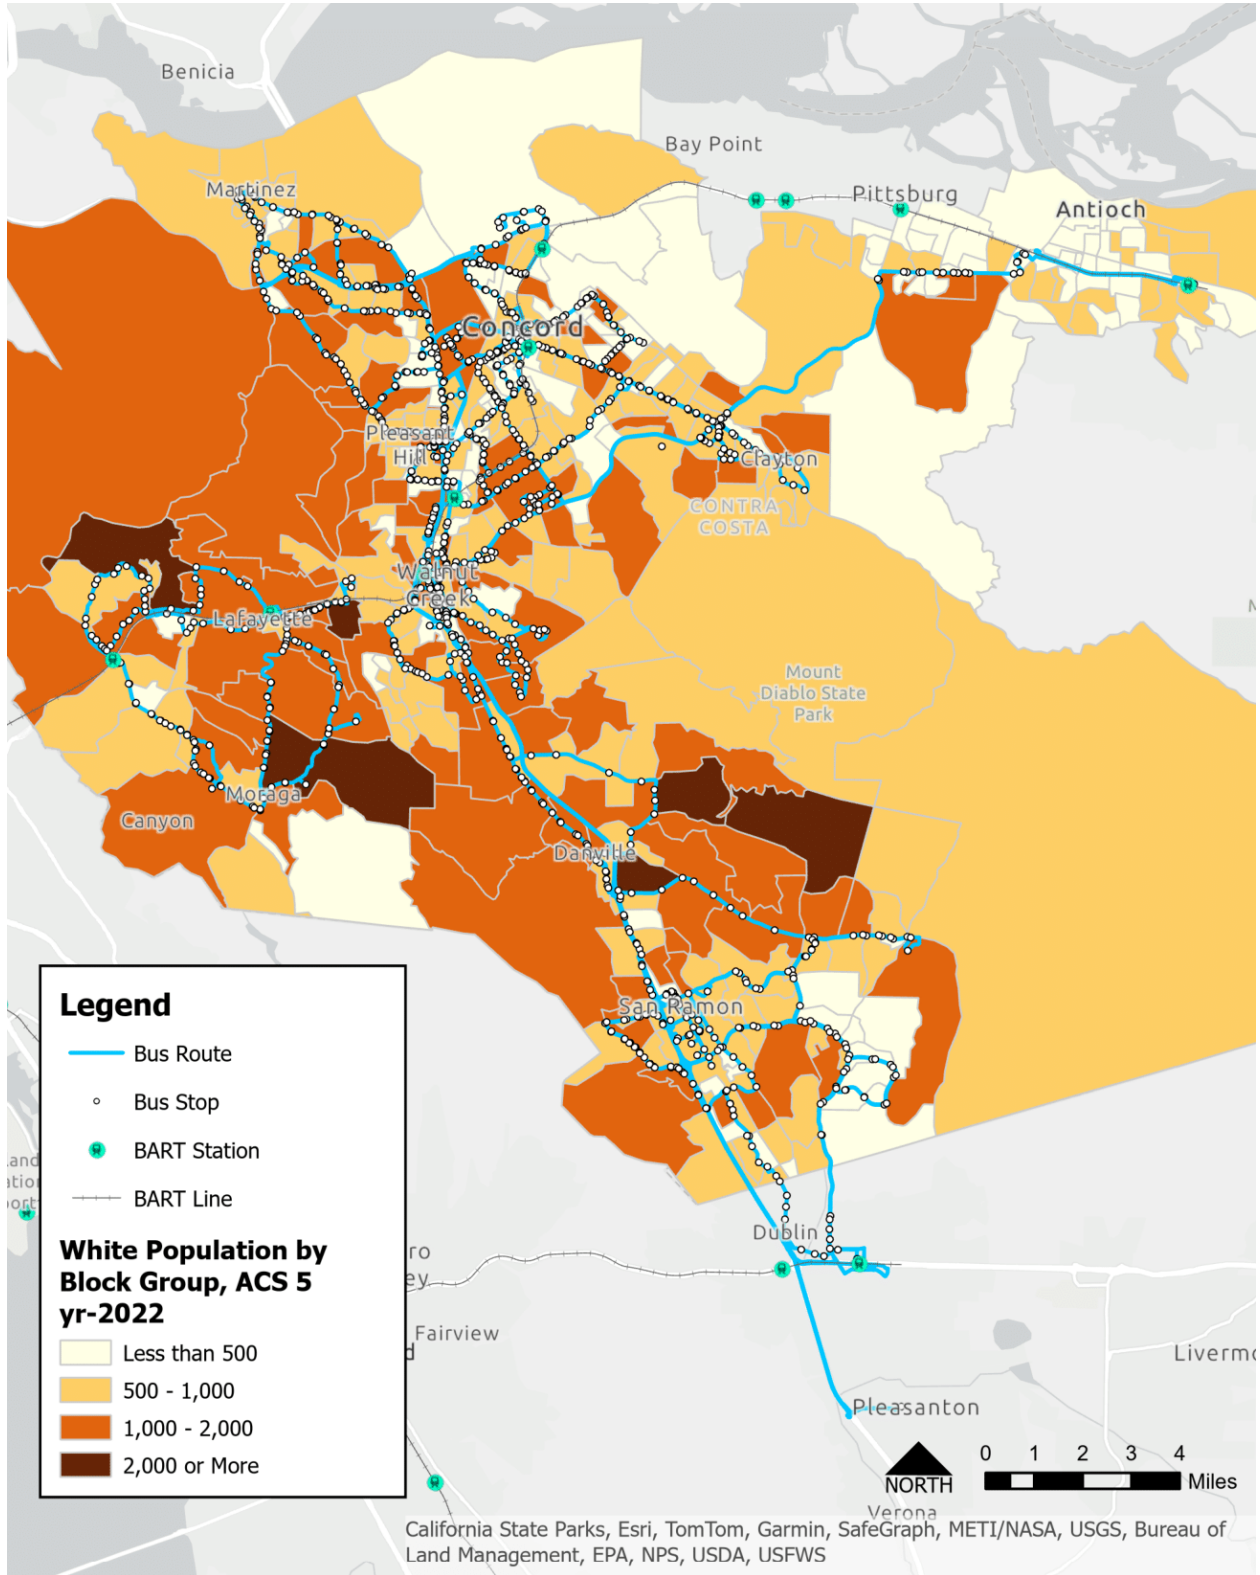 Benicia
Bay Point
Martinez
Pittsburg
Antioch
Concord
Pleasant
Hill
Clayton
CONTRA
COSTA
Walnut
Creek
Lafayette
Mount
Diablo State
Park
Moraga
Canyon
Danville
San Ramon
Legend
Bus Route
Bus Stop
BART Station
BART Line
White Population by
Block Group, ACS 5
yr-2022
Less than 500
500 - 1,000
1,000 - 2,000
2,000 or More
Dublin
Fairview
Livermo
Pleasanton
0 1 2 3 4
Miles
NORTH
Verona
California State Parks, Esri, TomTom, Garmin, SafeGraph, METI/NASA, USGS, Bureau of
Land Management, EPA, NPS, USDA, USFWS